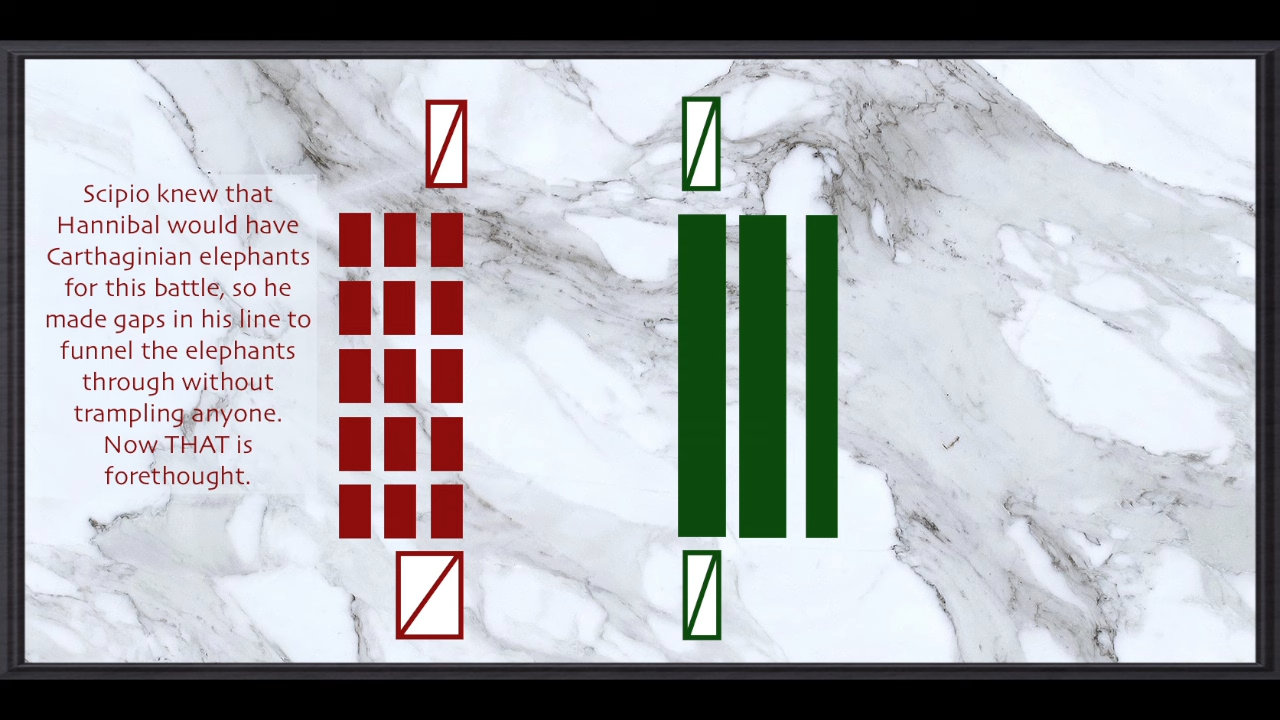 Scipio knew that
Hannibal would have
Carthaginian elephants
for this battle, so he
made gaps in his line to
funnel the elephants
through without
trampling anyone.
Now THAT is
forethought.